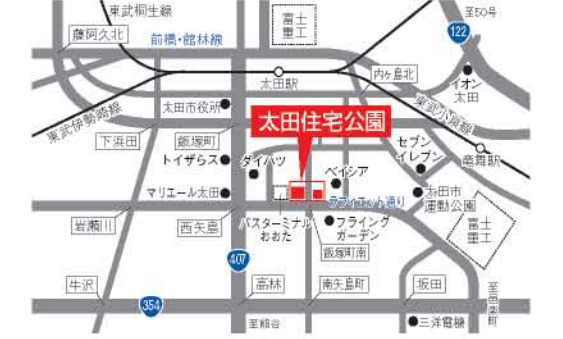 東武桐生線
富士
重工
至50号
藤阿久北
前橋・館林線
122
太田駅
内ヶ島北
イオン
太田
東武伊勢崎線
太田市役所
東武小泉線
太田住宅公園
下浜田
飯塚町
セブン
イレブン
竜舞駅
トイザらス
ダイハツ
ベイシア
マリエール太田
ラフィエット通り
太田市
運動公園
岩瀬川
西矢島
バスターミナル
おおた
フライング
ガーデン
富士
重工
飯塚町南
407
牛沢
高林
南矢島町
坂田
354
至熊谷
三洋電機
至邑楽町